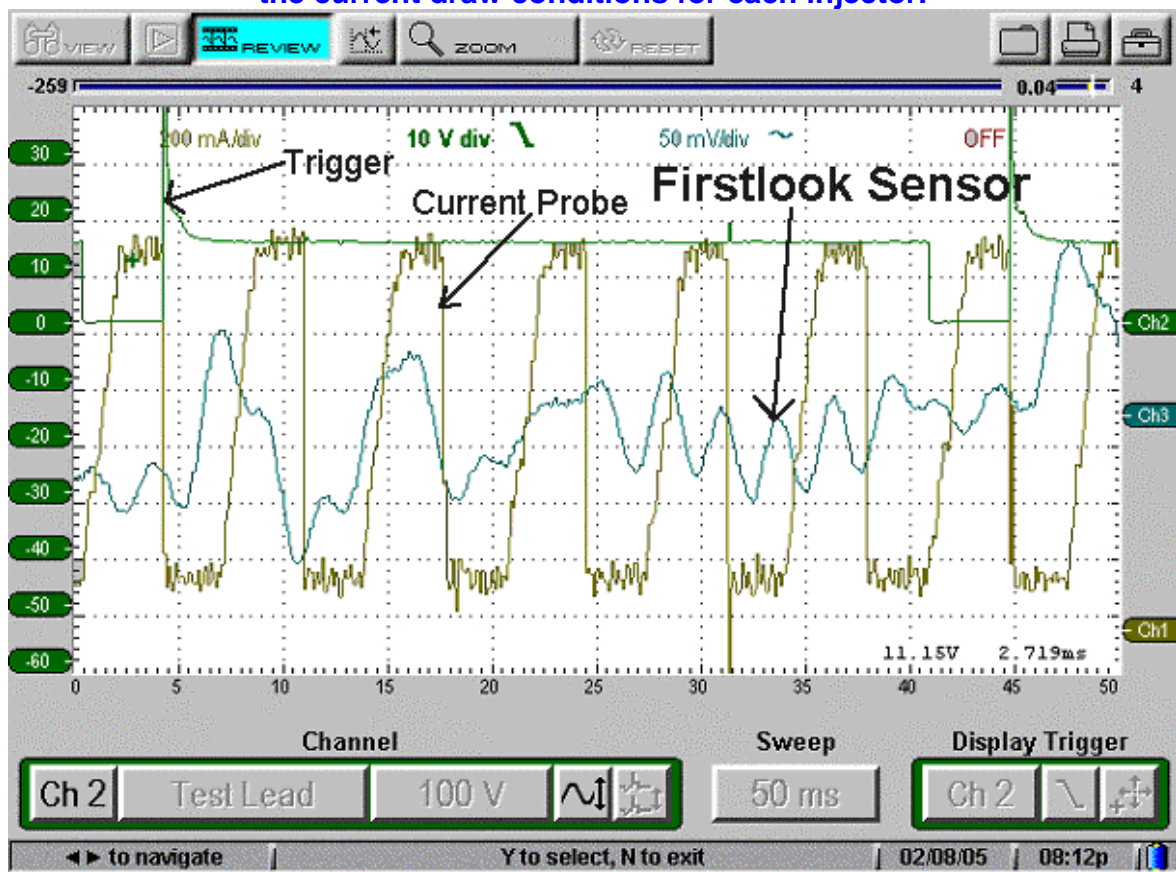 the current draw conditions for each injector.
VIEW REVIEW ZOOM RESET
-259 0.04 4
200 mA/div 10 V div 50 mV/div OFF
Trigger
Current Probe
Firstlook Sensor
30
20
10
0
-10
-20
-30
-40
-50
-60
Ch2
Ch3
Ch1
11.15V 2.719ms
0 5 10 15 20 25 30 35 40 45 50
Channel Sweep Display Trigger
Ch 2 Test Lead 100 V 50 ms Ch 2
◄► to navigate Y to select, N to exit 02/08/05 08:12p